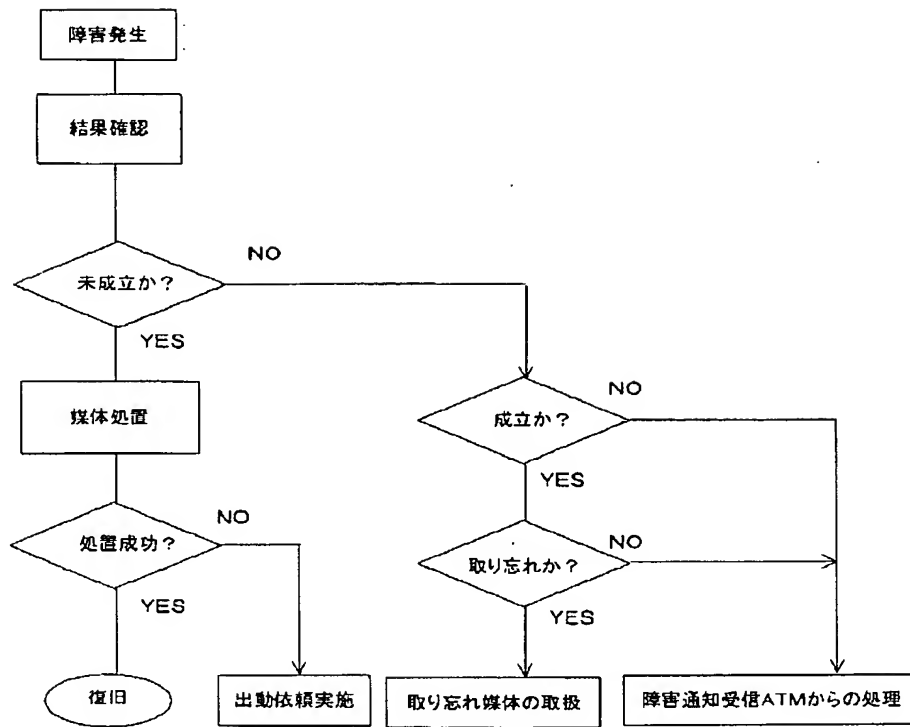 障害発生
結果確認
未成立か?
NO
YES
媒体処置
成立か?
NO
YES
処置成功?
NO
YES
取り忘れか?
NO
YES
復旧
出動依頼実施
取り忘れ媒体の取扱
障害通知受信ATMからの処理